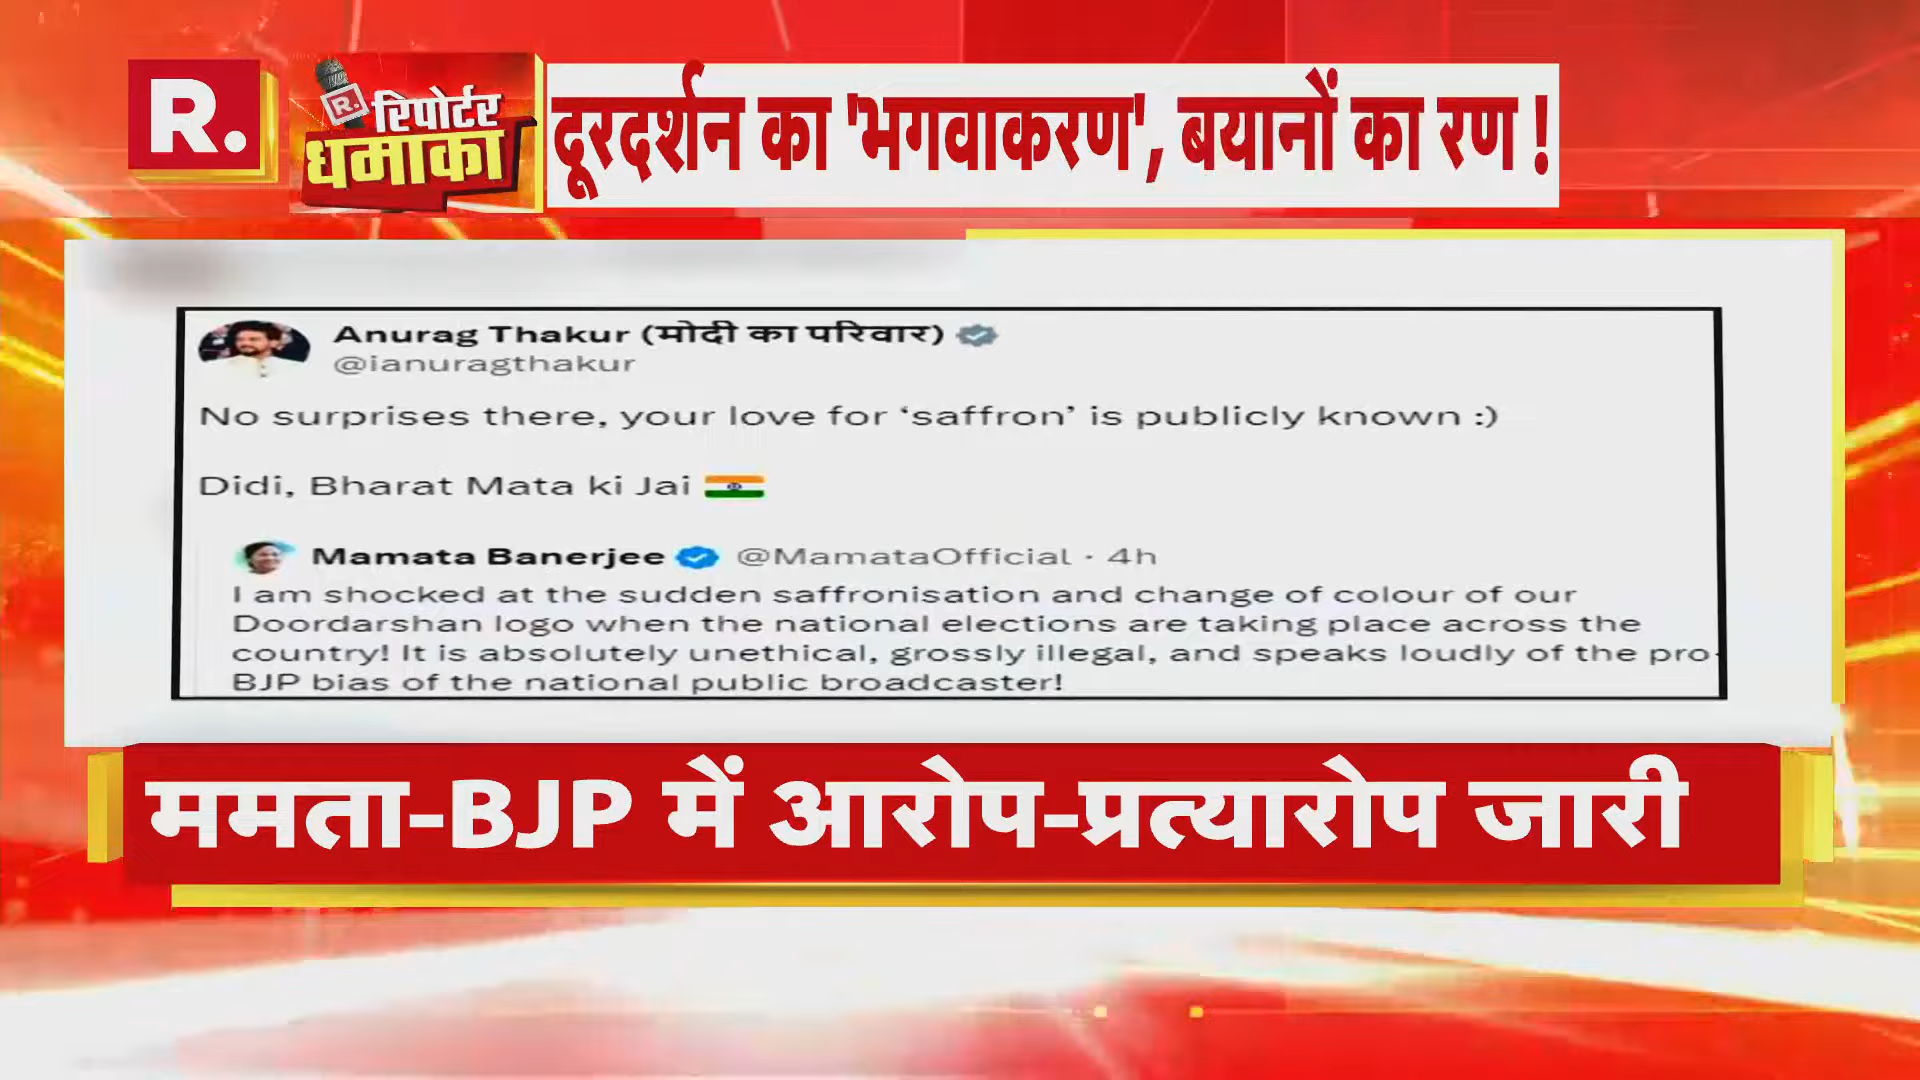 R.
R.
रिपोर्टर
धमाका
दूरदर्शन का 'भगवाकरण', बयानों का रण !
Anurag Thakur (मोदी का परिवार)
@ianuragthakur
No surprises there, your love for ‘saffron’ is publicly known :)
Didi, Bharat Mata ki Jai
Mamata Banerjee @MamataOfficial · 4h
I am shocked at the sudden saffronisation and change of colour of our
Doordarshan logo when the national elections are taking place across the
country! It is absolutely unethical, grossly illegal, and speaks loudly of the pro-
BJP bias of the national public broadcaster!
ममता-BJP में आरोप-प्रत्यारोप जारी